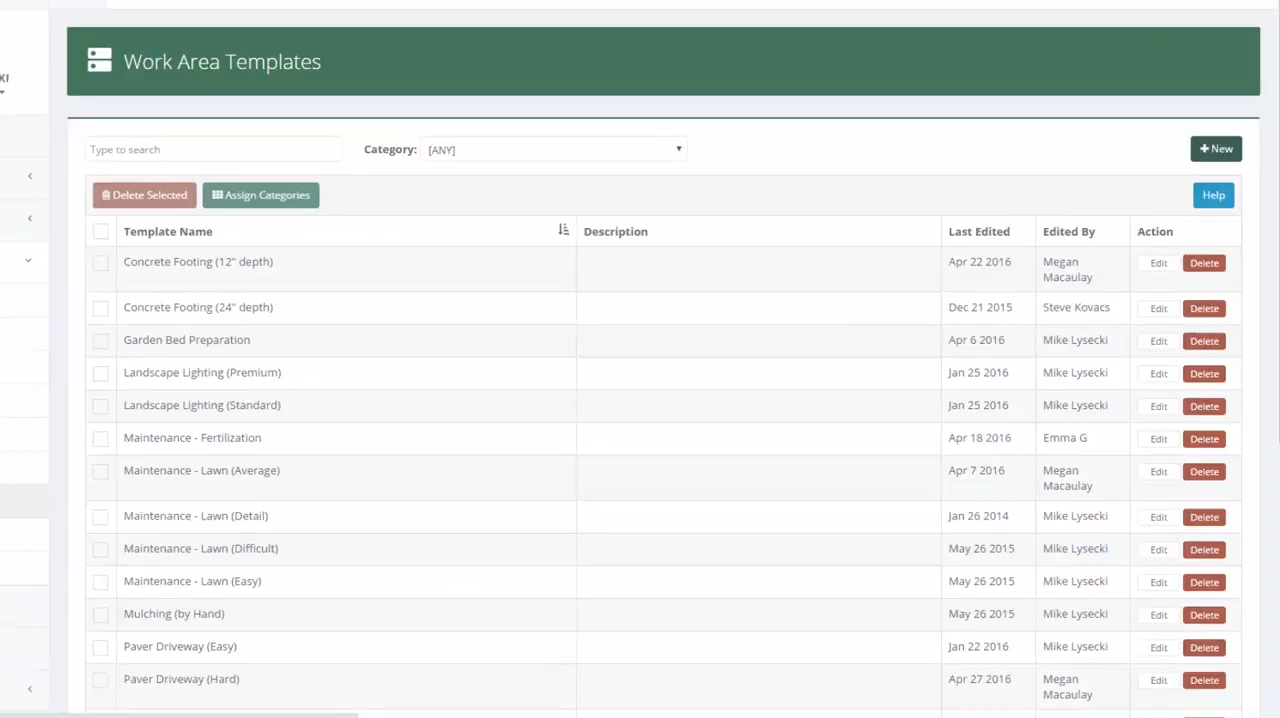 KI
Work Area Templates
Type to search
Category:
[ANY]
New
Delete Selected
Assign Categories
Help
Template Name
Description
Last Edited
Edited By
Action
Concrete Footing (12" depth)
Apr 22 2016
Megan
Macaulay
Edit
Delete
Concrete Footing (24" depth)
Dec 21 2015
Steve Kovacs
Edit
Delete
Garden Bed Preparation
Apr 6 2016
Mike Lysecki
Edit
Delete
Landscape Lighting (Premium)
Jan 25 2016
Mike Lysecki
Edit
Delete
Landscape Lighting (Standard)
Jan 25 2016
Mike Lysecki
Edit
Delete
Maintenance - Fertilization
Apr 18 2016
Emma G
Edit
Delete
Maintenance - Lawn (Average)
Apr 7 2016
Megan
Macaulay
Edit
Delete
Maintenance - Lawn (Detail)
Jan 26 2014
Mike Lysecki
Edit
Delete
Maintenance - Lawn (Difficult)
May 26 2015
Mike Lysecki
Edit
Delete
Maintenance - Lawn (Easy)
May 26 2015
Mike Lysecki
Edit
Delete
Mulching (by Hand)
May 26 2015
Mike Lysecki
Edit
Delete
Paver Driveway (Easy)
Jan 22 2016
Mike Lysecki
Edit
Delete
Paver Driveway (Hard)
Apr 27 2016
Megan
Macaulay
Edit
Delete